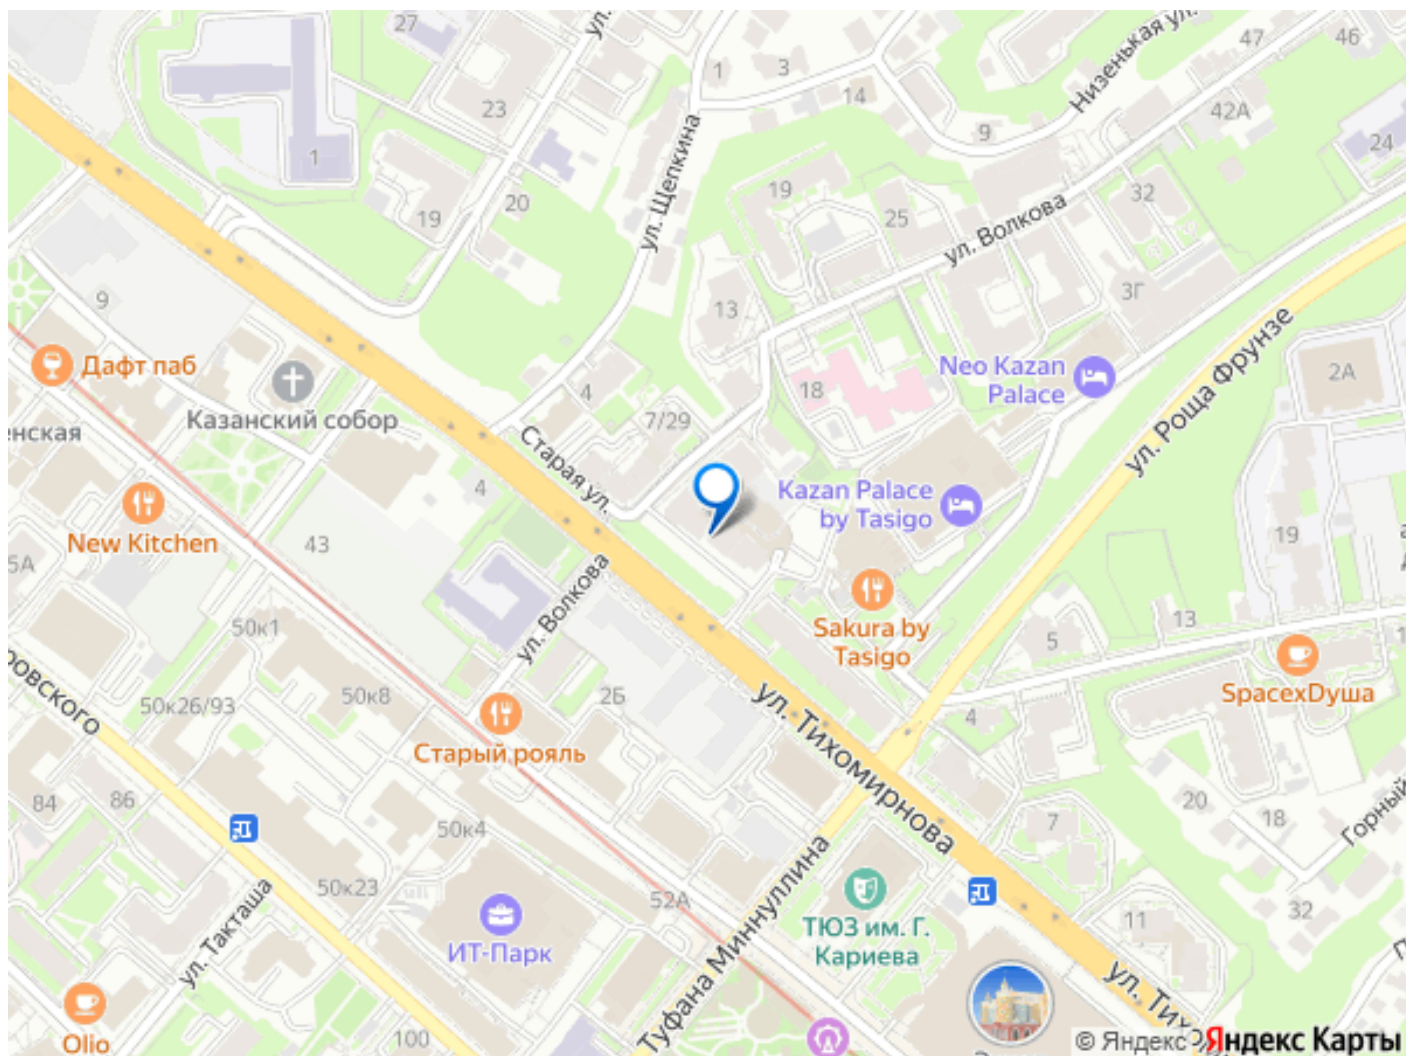 27
ул.
1
3
14
47
46
Низенькая ул.
42А
23
1
ул. Щепкина
9
24
19
20
19
25
32
ул. Волкова
9
13
3Г
Дафт паб
Казанский собор
4
7/29
18
Neo Kazan
Palace
ул. Роща Фрунзе
2А
енская
Старая ул.
4
Kazan Palace
by Tasigo
New Kitchen
43
5А
19
ул. Волкова
Sakura by
Tasigo
50к1
5
13
SpacexDуша
50к26/93
50к8
2Б
ул. Тихомирнова
4
Старый рояль
ровского
84
86
50к4
20
18
7
Горный
50к23
52А
ул. Такташа
Туфана Миннуллина
ТЮЗ им. Г.
Кариева
ИТ-Парк
11
32
Olio
100
ул. Тихо
© Яндекс
Яндекс Карты